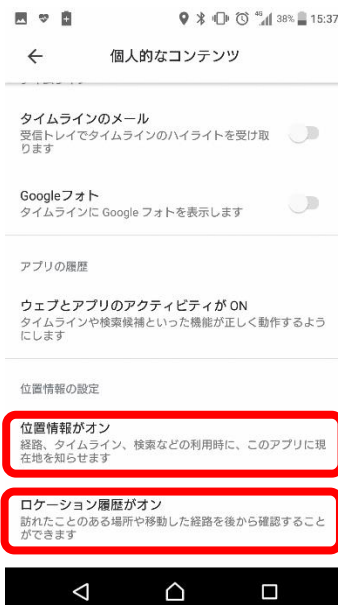 4G 38% 15:37
個人的なコンテンツ
タイムラインのメール
受信トレイでタイムラインのハイライトを受け取
ります
Googleフォト
タイムラインに Google フォトを表示します
アプリの履歴
ウェブとアプリのアクティビティが ON
タイムラインや検索候補といった機能が正しく動作するよう
にします
位置情報の設定
位置情報がオン
経路、タイムライン、検索などの利用時に、このアプリに現
在地を知らせます
ロケーション履歴がオン
訪れたことのある場所や移動した経路を後から確認すること
ができます